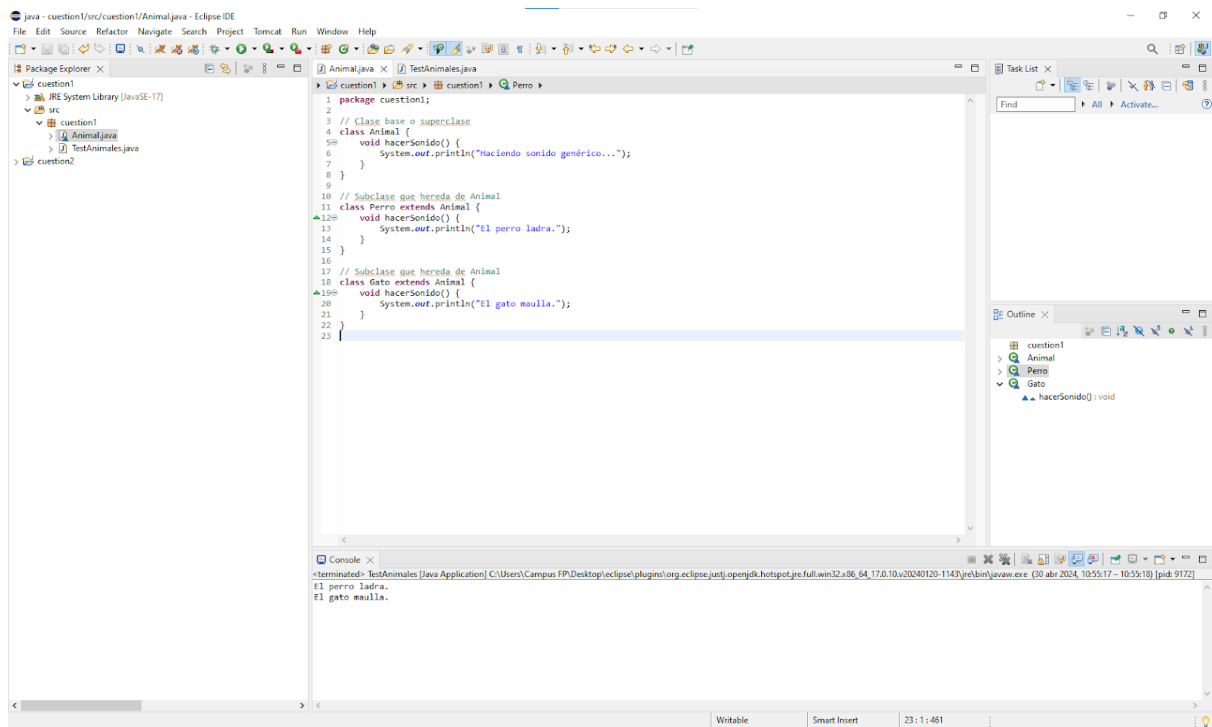 java - cuestion1/src/cuestion1/Animal.java - Eclipse IDE
File Edit Source Refactor Navigate Search Project Tomcat Run Window Help
Package Explorer
cuestion1
JRE System Library [JavaSE-17]
src
cuestion1
Animal.java
TestAnimales.java
cuestion2
Animal.java TestAnimales.java
cuestion1 src cuestion1 Perro
1 package cuestion1;
2
3 // Clase base o superclase
4 class Animal {
5 void hacerSonido() {
6 System.out.println("Haciendo sonido genérico...");
7 }
8 }
9
10 // Subclase que hereda de Animal
11 class Perro extends Animal {
12 void hacerSonido() {
13 System.out.println("El perro ladra.");
14 }
15 }
16
17 // Subclase que hereda de Animal
18 class Gato extends Animal {
19 void hacerSonido() {
20 System.out.println("El gato maulla.");
21 }
22 }
23
Task List
Find All Activate...
Outline
cuestion1
Animal
Perro
Gato
hacerSonido() : void
Console
<terminated> TestAnimales [Java Application] C:\Users\Campus FP\Desktop\eclipse\plugins\org.eclipse.justj.openjdk.hotspot.jre.full.win32.x86_64_17.0.10.v20240120-1143\jre\bin\javaw.exe (30 abr 2024, 10:55:17 – 10:55:18) [pid: 9172]
El perro ladra.
El gato maulla.
Writable Smart Insert 23 : 1 : 461